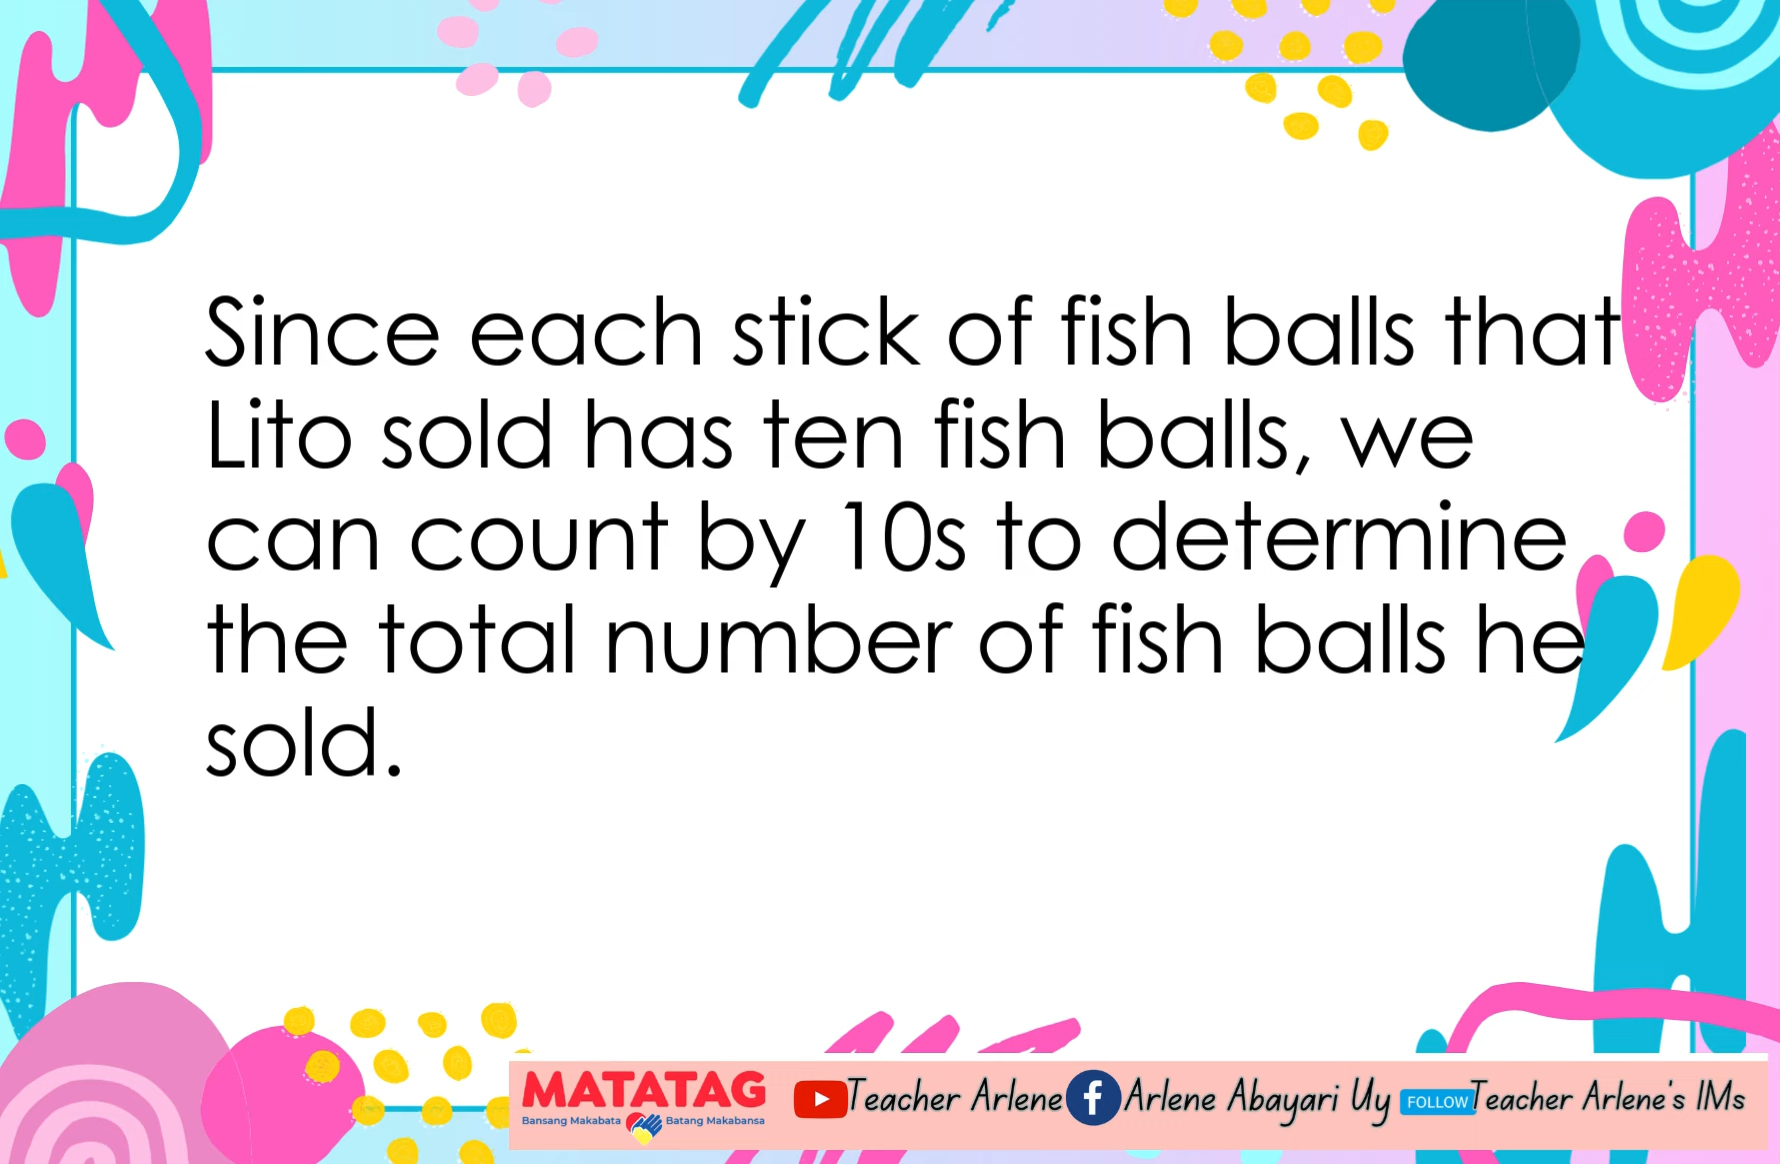 Since each stick of fish balls that
Lito sold has ten fish balls, we
can count by 10s to determine
the total number of fish balls he
sold.
MATATAG
Bansang Makabata Batang Makabansa
Teacher Arlene
Arlene Abayari Uy
FOLLOW
Teacher Arlene's IMs